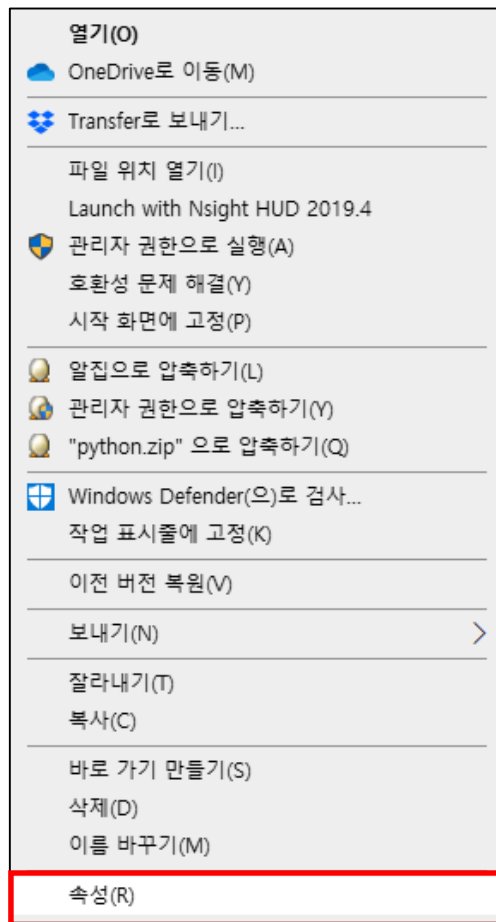 열기(O)
OneDrive로 이동(M)
Transfer로 보내기...
파일 위치 열기(I)
Launch with Nsight HUD 2019.4
관리자 권한으로 실행(A)
호환성 문제 해결(Y)
시작 화면에 고정(P)
알집으로 압축하기(L)
관리자 권한으로 압축하기(Y)
"python.zip" 으로 압축하기(Q)
Windows Defender(으)로 검사...
작업 표시줄에 고정(K)
이전 버전 복원(V)
보내기(N)
잘라내기(T)
복사(C)
바로 가기 만들기(S)
삭제(D)
이름 바꾸기(M)
속성(R)